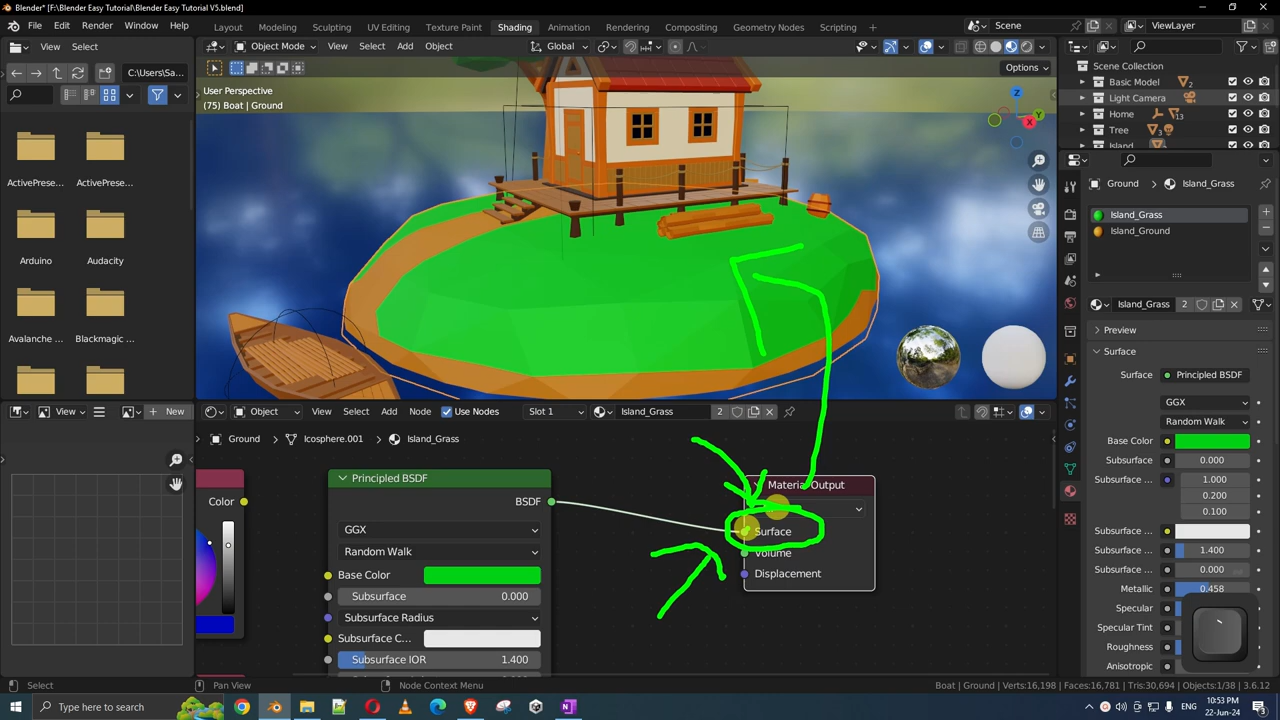 Blender* [F:\Blender Easy Tutorial\Blender Easy Tutorial V5.blend]
File Edit Render Window Help
Layout Modeling Sculpting UV Editing Texture Paint Shading Animation Rendering Compositing Geometry Nodes Scripting
Scene ViewLayer
View Select
Object Mode View Select Add Object Global
C:\Users\Sa...
Options
User Perspective
(75) Boat | Ground
ActivePrese... ActivePrese...
Arduino Audacity
Avalanche ... Blackmagic ...
Z
Y
X
Scene Collection
Basic Model 2
Light Camera
Home 13
Tree 3
Island
Ground Island_Grass
Island_Grass
Island_Ground
Island_Grass 2
Preview
Surface
Surface Principled BSDF
GGX
Random Walk
Base Color
Subsurface 0.000
Subsurface ... 1.000
0.200
0.100
Subsurface ...
Subsurface ... 1.400
Subsurface ... 0.000
Metallic 0.458
Specular
Specular Tint
Roughness
Anisotropic
View New
Object View Select Add Node Use Nodes Slot 1 Island_Grass 2
Ground Icosphere.001 Island_Grass
Color
Principled BSDF
BSDF
GGX
Random Walk
Base Color
Subsurface 0.000
Subsurface Radius
Subsurface C...
Subsurface IOR 1.400
Material Output
Surface
Volume
Displacement
Select Pan View Node Context Menu
Boat | Ground Verts:16,198 | Faces:16,781 | Tris:30,694 | Objects:1/38 | 3.6.12
Type here to search
ENG
10:53 PM
22-Jun-24